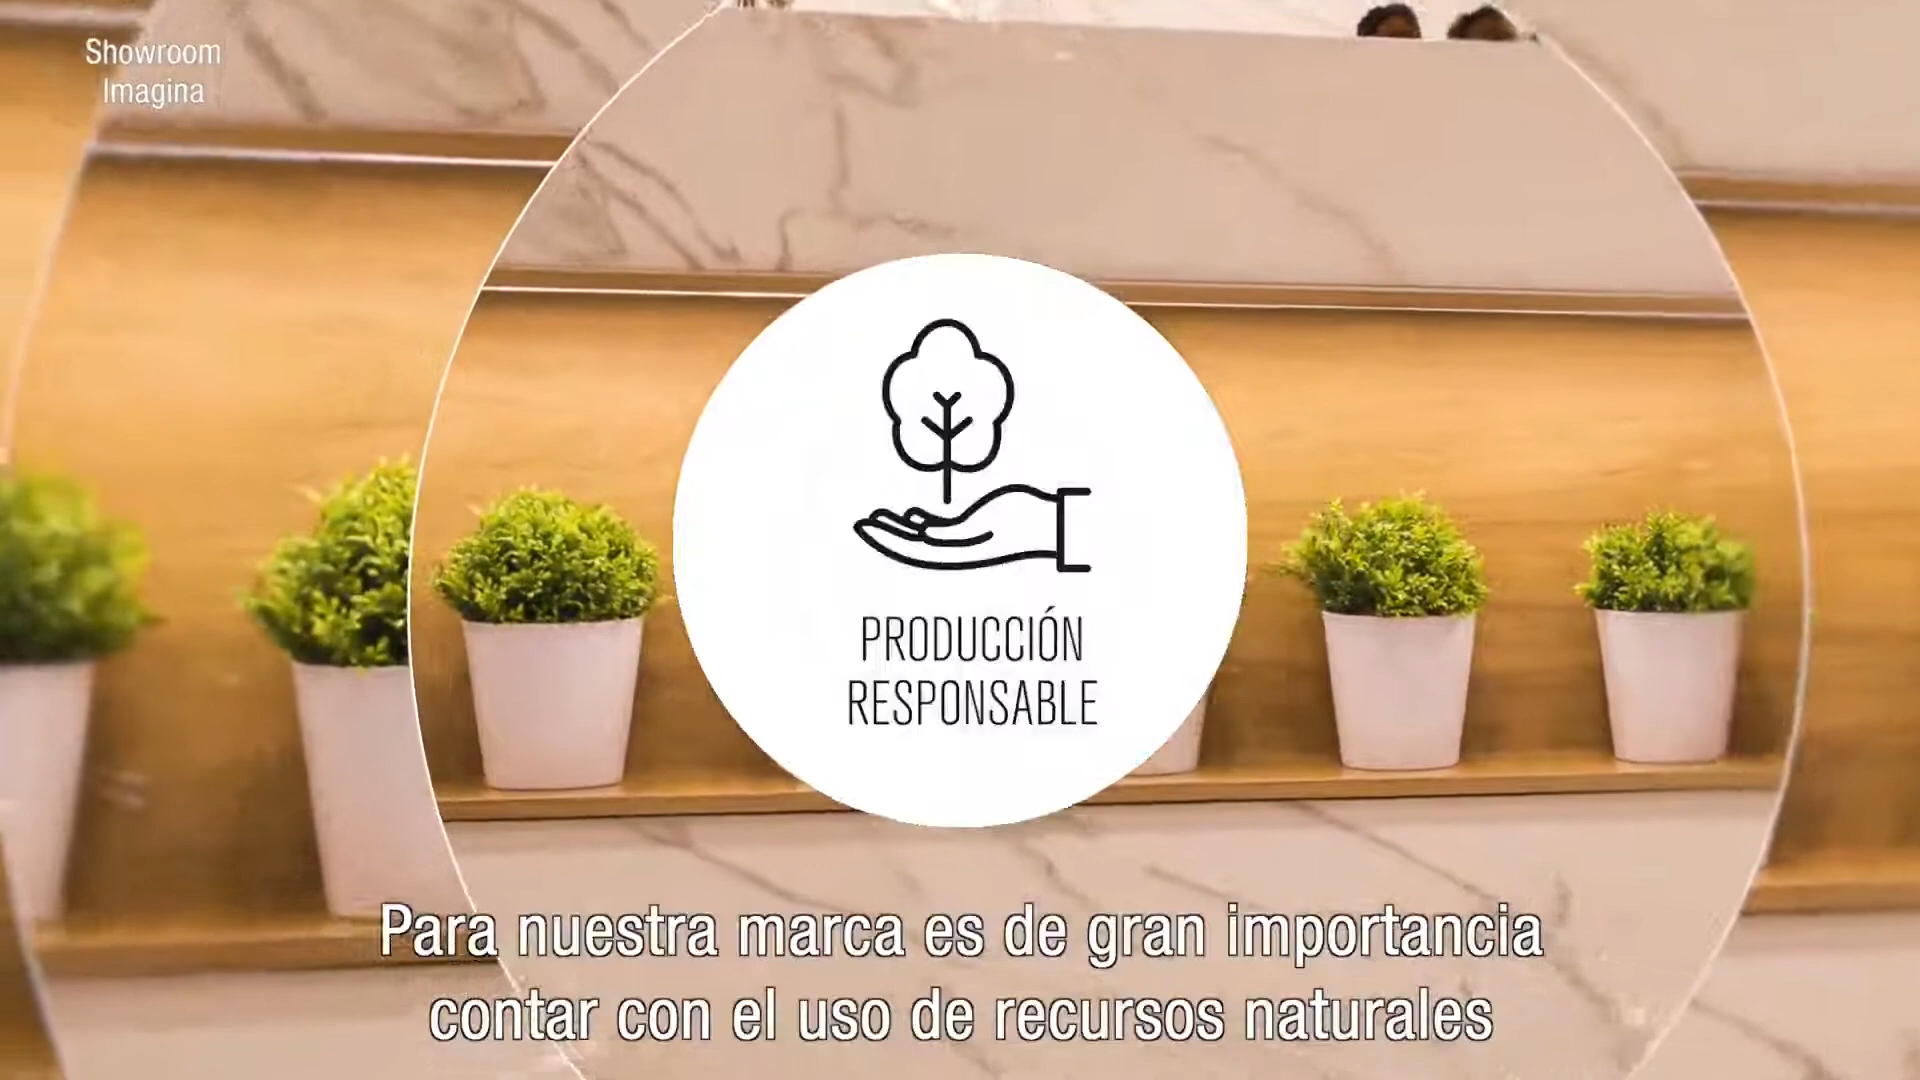 Showroom
Imagina
PRODUCCIÓN
RESPONSABLE
Para nuestra marca es de gran importancia
contar con el uso de recursos naturales